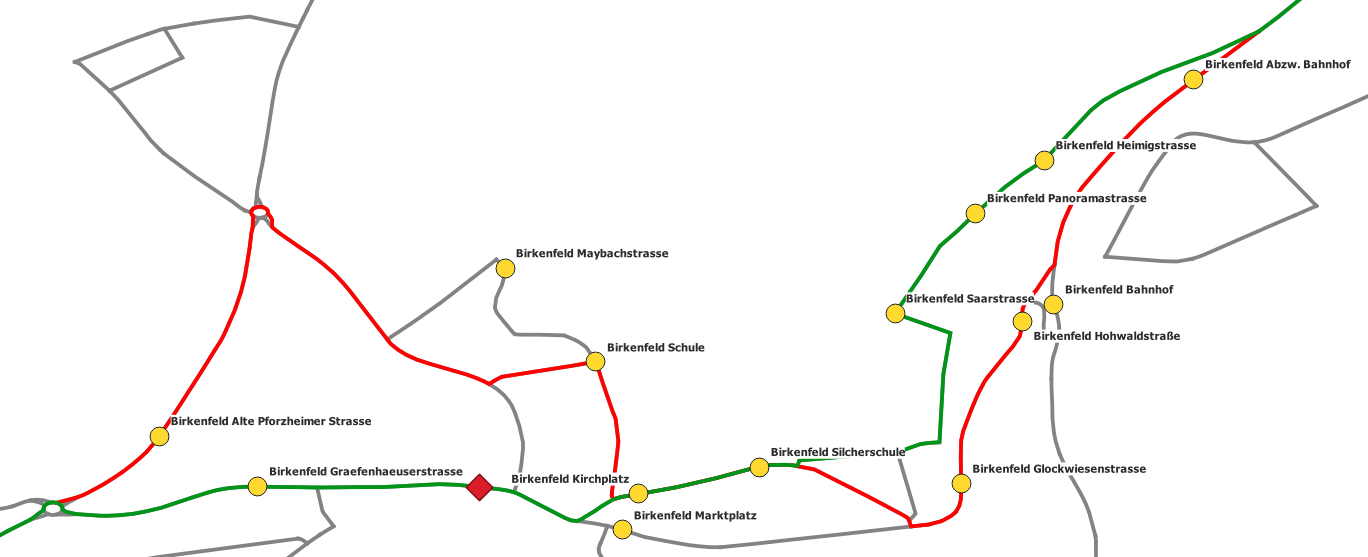 Birkenfeld Abzw. Bahnhof
Birkenfeld Heimigstrasse
Birkenfeld Panoramastrasse
Birkenfeld Maybachstrasse
Birkenfeld Bahnhof
Birkenfeld Saarstrasse
Birkenfeld Hohwaldstraße
Birkenfeld Schule
Birkenfeld Alte Pforzheimer Strasse
Birkenfeld Silcherschule
Birkenfeld Graefenhaeuserstrasse
Birkenfeld Glockwiesenstrasse
Birkenfeld Kirchplatz
Birkenfeld Marktplatz